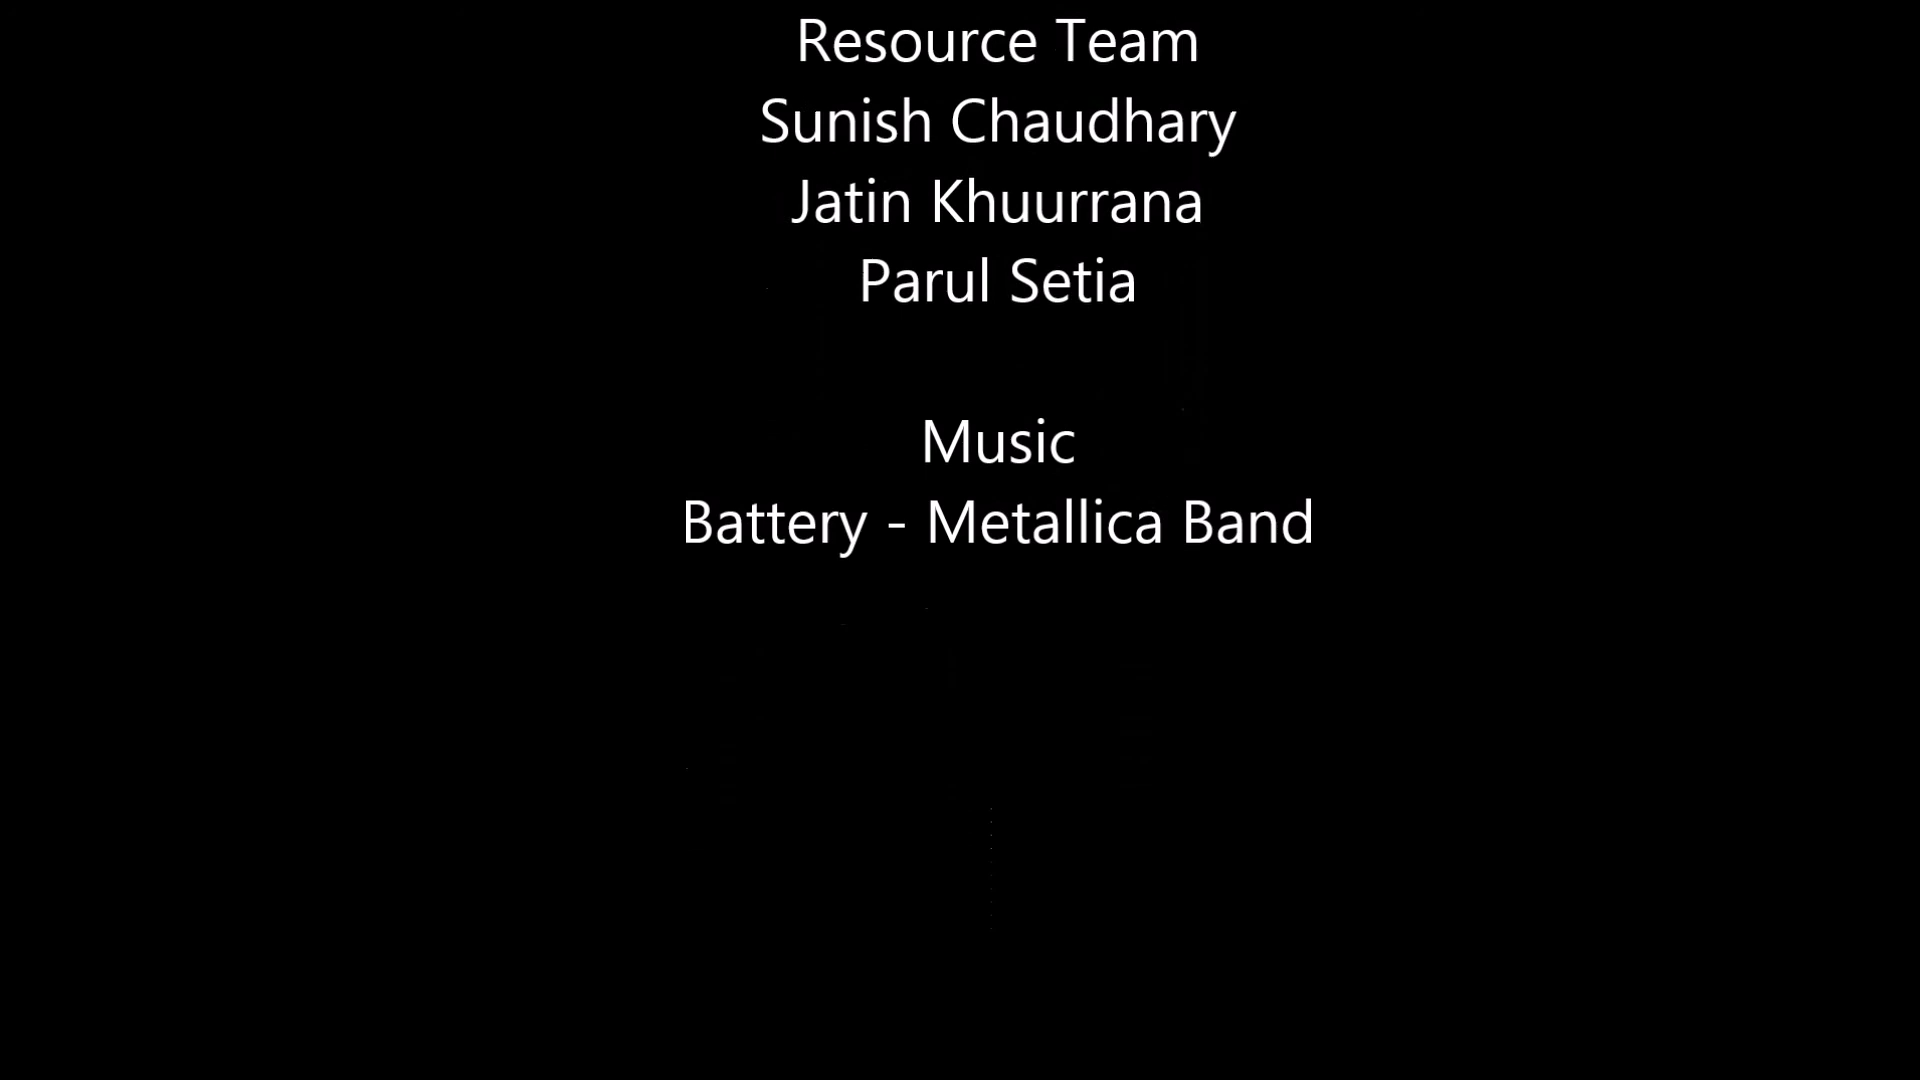 Resource Team
Sunish Chaudhary
Jatin Khuurrana
Parul Setia
Music
Battery - Metallica Band